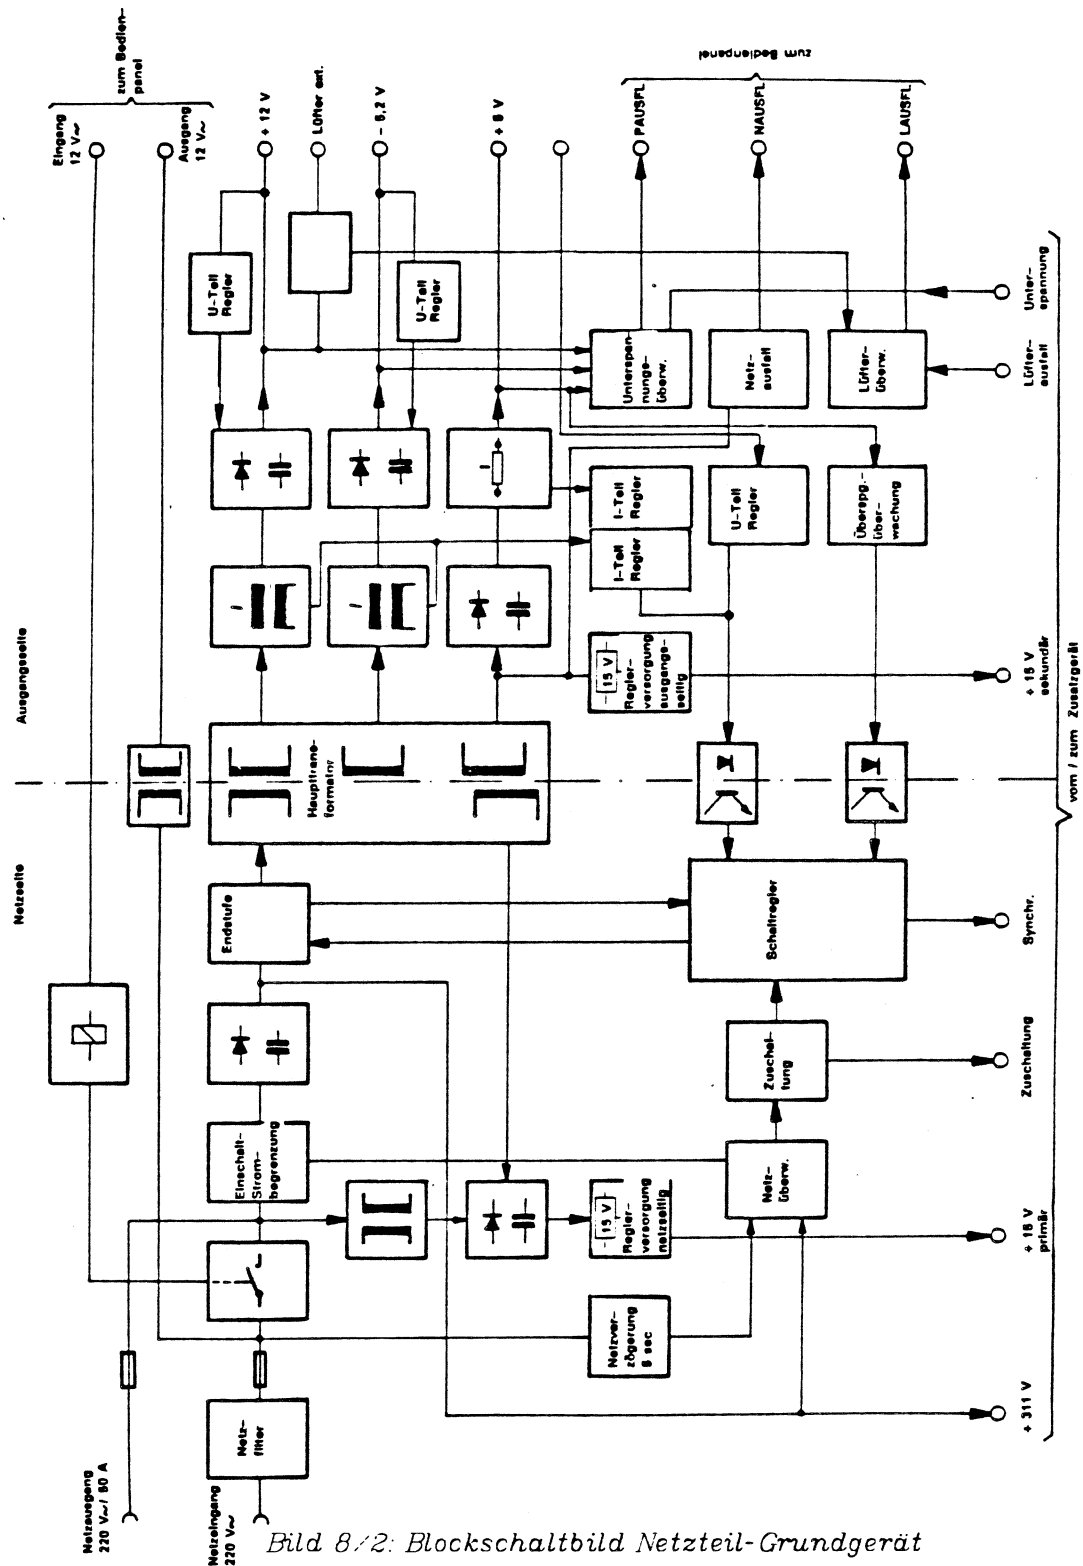 Netzseite
Ausgangsseite
Netzausgang
220 V~/ 50 A
Netzeingang
220 V~
Netz-
filter
Eingang
12 V~
Ausgang
12 V~
zum Bedien-
panel
Einschalt-
Strom-
begrenzung
Endstufe
Haupttrans-
formator
U-Teil
Regler
+ 12 V
Lüfter ext.
U-Teil
Regler
- 5,2 V
+ 5 V
Netzver-
zögerung
5 sec
15 V
Regler-
versorgung
netzseitig
15 V
Regler-
versorgung
ausgangs-
seitig
I-Teil
Regler
I-Teil
Regler
Unterspan-
nungs-
überw.
PAUSFL
Netz-
überw.
Zuschal-
tung
Schaltregler
U-Teil
Regler
Netz-
ausfall
NAUSFL
Überspg.-
über-
wachung
Lüfter-
überw.
LAUSFL
zum Bedienpanel
+ 311 V
+ 15 V
primär
Zuschaltung
Synchr.
+ 15 V
sekundär
Lüfter-
ausfall
Unter-
spannung
vom / zum Zusatzgerät
Bild 8/2: Blockschaltbild Netzteil-Grundgerät